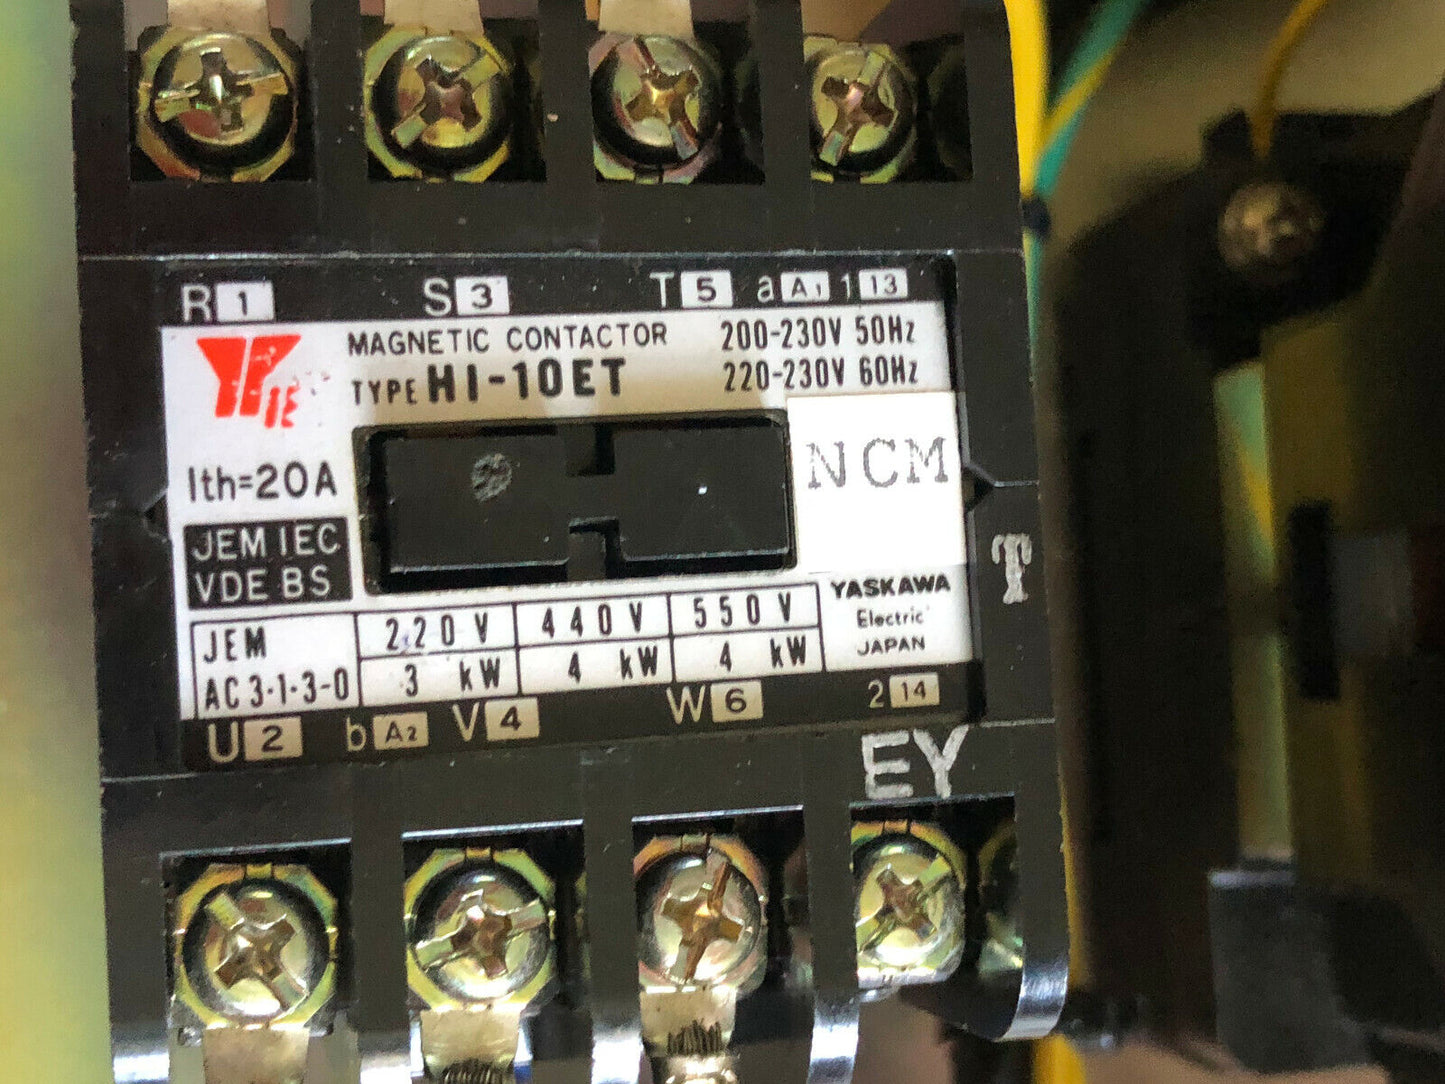 R 1 S 3 T 5 a A1 1 13
MAGNETIC CONTACTOR 200-230V 50Hz
TYPE HI-10ET 220-230V 60Hz
Ith=20A
NCM
JEM IEC
VDE BS
T
YASKAWA
Electric
JAPAN
JEM 220V 440V 550V
AC3·1·3-0 3 kW 4 kW 4 kW
U 2 b A2 V 4 W 6 2 14
EY